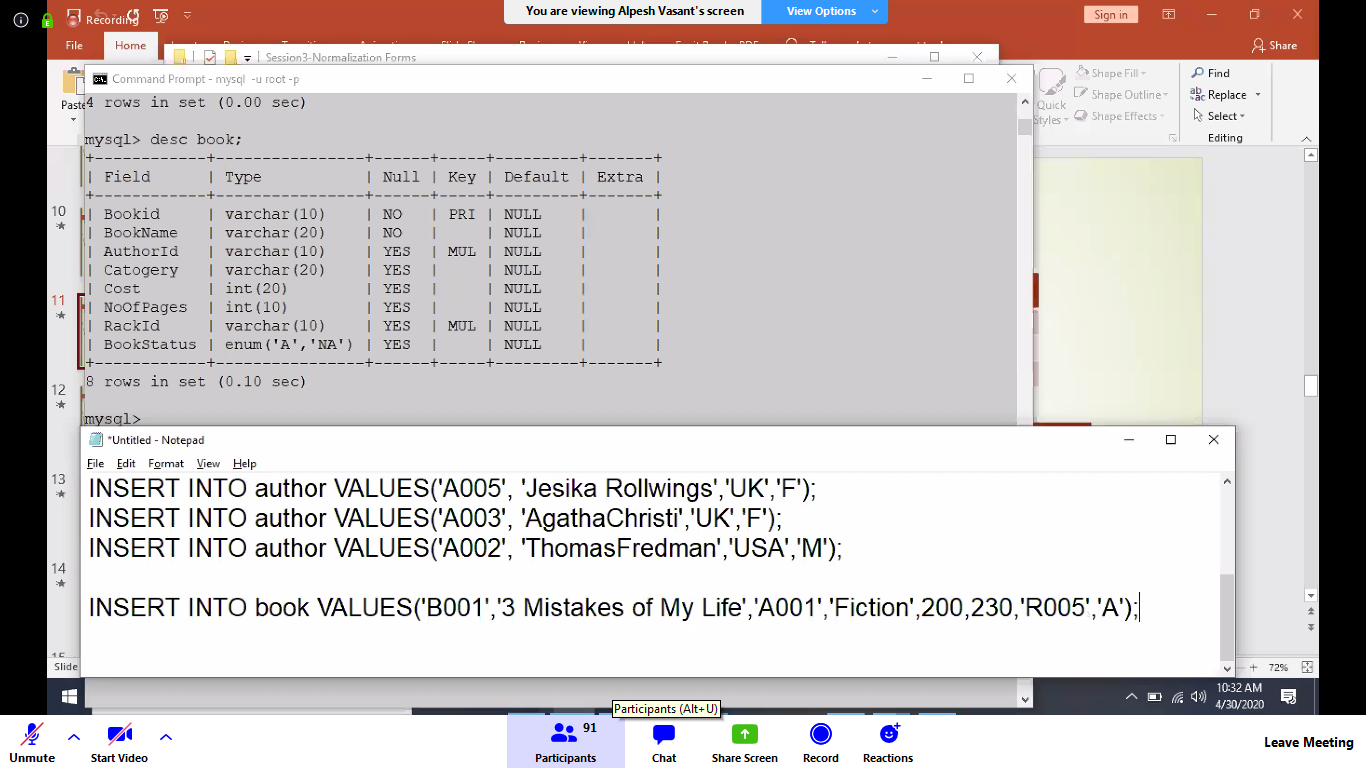 You are viewing Alpesh Vasant's screen
View Options
Recording
Sign in
File
Home
Share
Session3-Normalization Forms
Paste
Command Prompt - mysql -u root -p
Quick
Styles
Shape Fill
Shape Outline
Shape Effects
Find
Replace
Select
Editing
4 rows in set (0.00 sec)
mysql> desc book;
+------------+----------------+------+-----+---------+-------+
| Field | Type | Null | Key | Default | Extra |
+------------+----------------+------+-----+---------+-------+
| Bookid | varchar(10) | NO | PRI | NULL | |
| BookName | varchar(20) | NO | | NULL | |
| AuthorId | varchar(10) | YES | MUL | NULL | |
| Catogery | varchar(20) | YES | | NULL | |
| Cost | int(20) | YES | | NULL | |
| NoOfPages | int(10) | YES | | NULL | |
| RackId | varchar(10) | YES | MUL | NULL | |
| BookStatus | enum('A','NA') | YES | | NULL | |
+------------+----------------+------+-----+---------+-------+
8 rows in set (0.10 sec)
mysql>
10
11
12
13
14
*Untitled - Notepad
File Edit Format View Help
INSERT INTO author VALUES('A005', 'Jesika Rollwings','UK','F');
INSERT INTO author VALUES('A003', 'AgathaChristi','UK','F');
INSERT INTO author VALUES('A002', 'ThomasFredman','USA','M');
INSERT INTO book VALUES('B001','3 Mistakes of My Life','A001','Fiction',200,230,'R005','A');
Slide
72%
10:32 AM
4/30/2020
Participants (Alt+U)
Unmute
Start Video
91
Participants
Chat
Share Screen
Record
Reactions
Leave Meeting